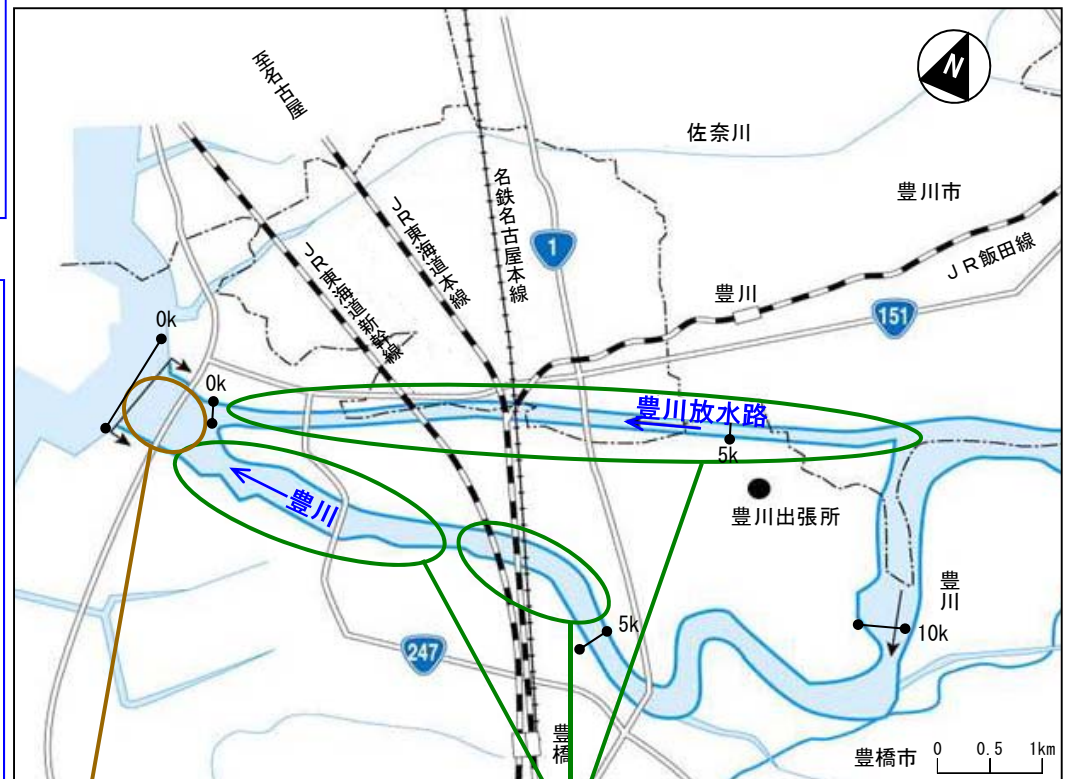 N
至名古屋
佐奈川
豊川市
名鉄名古屋本線
JR東海道本線
JR東海道新幹線
1
JR飯田線
豊川
151
0k
0k
豊川放水路
5k
豊川出張所
豊川
豊川
5k
10k
247
豊橋
豊橋市
0 0.5 1km